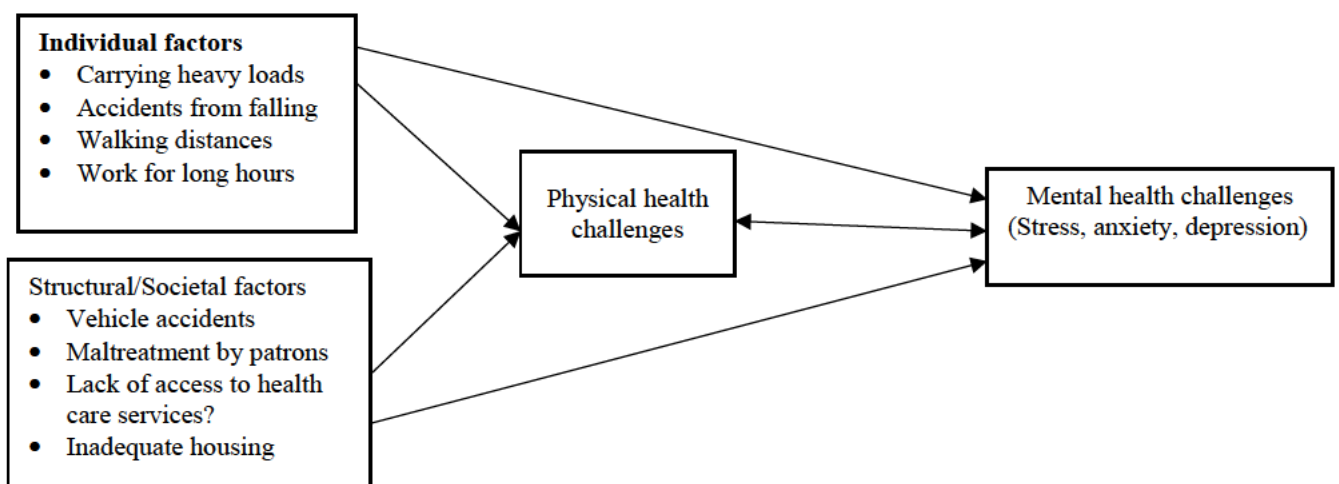 Individual factors
• Carrying heavy loads
• Accidents from falling
• Walking distances
• Work for long hours
Structural/Societal factors
• Vehicle accidents
• Maltreatment by patrons
• Lack of access to health
care services?
• Inadequate housing
Physical health
challenges
Mental health challenges
(Stress, anxiety, depression)